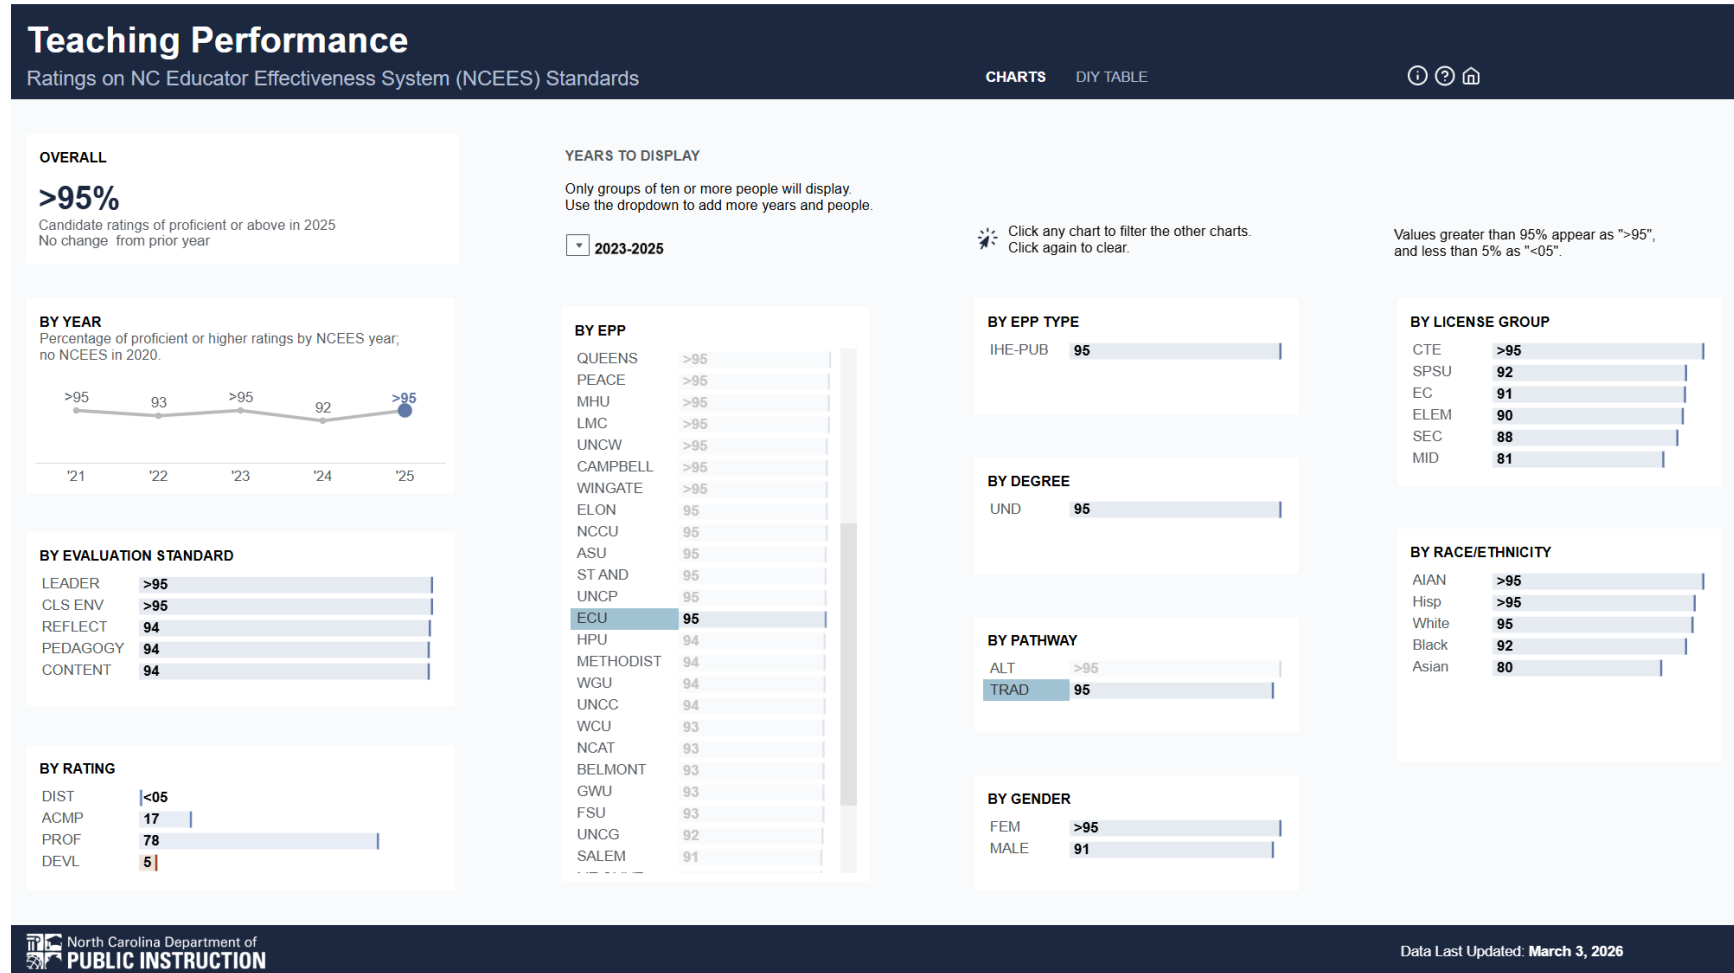 Teaching Performance
Ratings on NC Educator Effectiveness System (NCEES) Standards
CHARTS
DIY TABLE
OVERALL
>95%
Candidate ratings of proficient or above in 2025
No change from prior year
YEARS TO DISPLAY
Only groups of ten or more people will display.
Use the dropdown to add more years and people.
2023-2025
Click any chart to filter the other charts.
Click again to clear.
Values greater than 95% appear as ">95",
and less than 5% as "<05".
BY YEAR
Percentage of proficient or higher ratings by NCEES year;
no NCEES in 2020.
>95 93 >95 92 >95
'21 '22 '23 '24 '25
BY EVALUATION STANDARD
LEADER >95
CLS ENV >95
REFLECT 94
PEDAGOGY 94
CONTENT 94
BY RATING
DIST <05
ACMP 17
PROF 78
DEVL 5
BY EPP
QUEENS >95
PEACE >95
MHU >95
LMC >95
UNCW >95
CAMPBELL >95
WINGATE >95
ELON 95
NCCU 95
ASU 95
ST AND 95
UNCP 95
ECU 95
HPU 94
METHODIST 94
WGU 94
UNCC 94
WCU 93
NCAT 93
BELMONT 93
GWU 93
FSU 93
UNCG 92
SALEM 91
BY EPP TYPE
IHE-PUB 95
BY DEGREE
UND 95
BY PATHWAY
ALT >95
TRAD 95
BY GENDER
FEM >95
MALE 91
BY LICENSE GROUP
CTE >95
SPSU 92
EC 91
ELEM 90
SEC 88
MID 81
BY RACE/ETHNICITY
AIAN >95
Hisp >95
White 95
Black 92
Asian 80
North Carolina Department of
PUBLIC INSTRUCTION
Data Last Updated: March 3, 2026